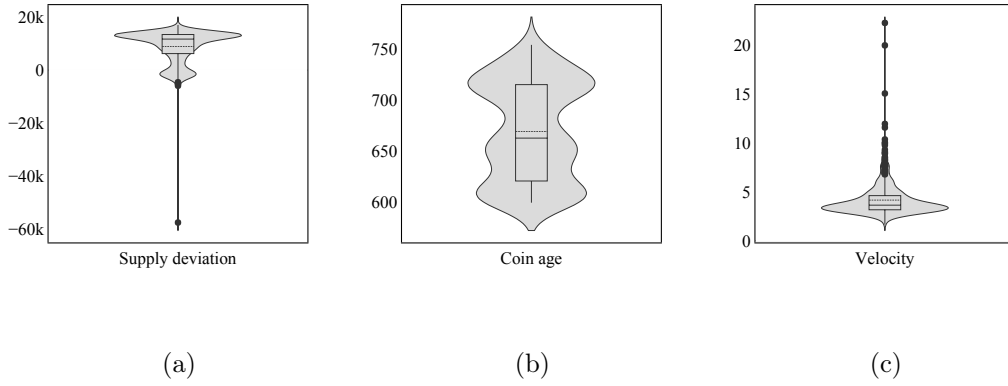 20k
0
−20k
−40k
−60k
Supply deviation
750
700
650
600
Coin age
20
15
10
5
0
Velocity
(a)
(b)
(c)